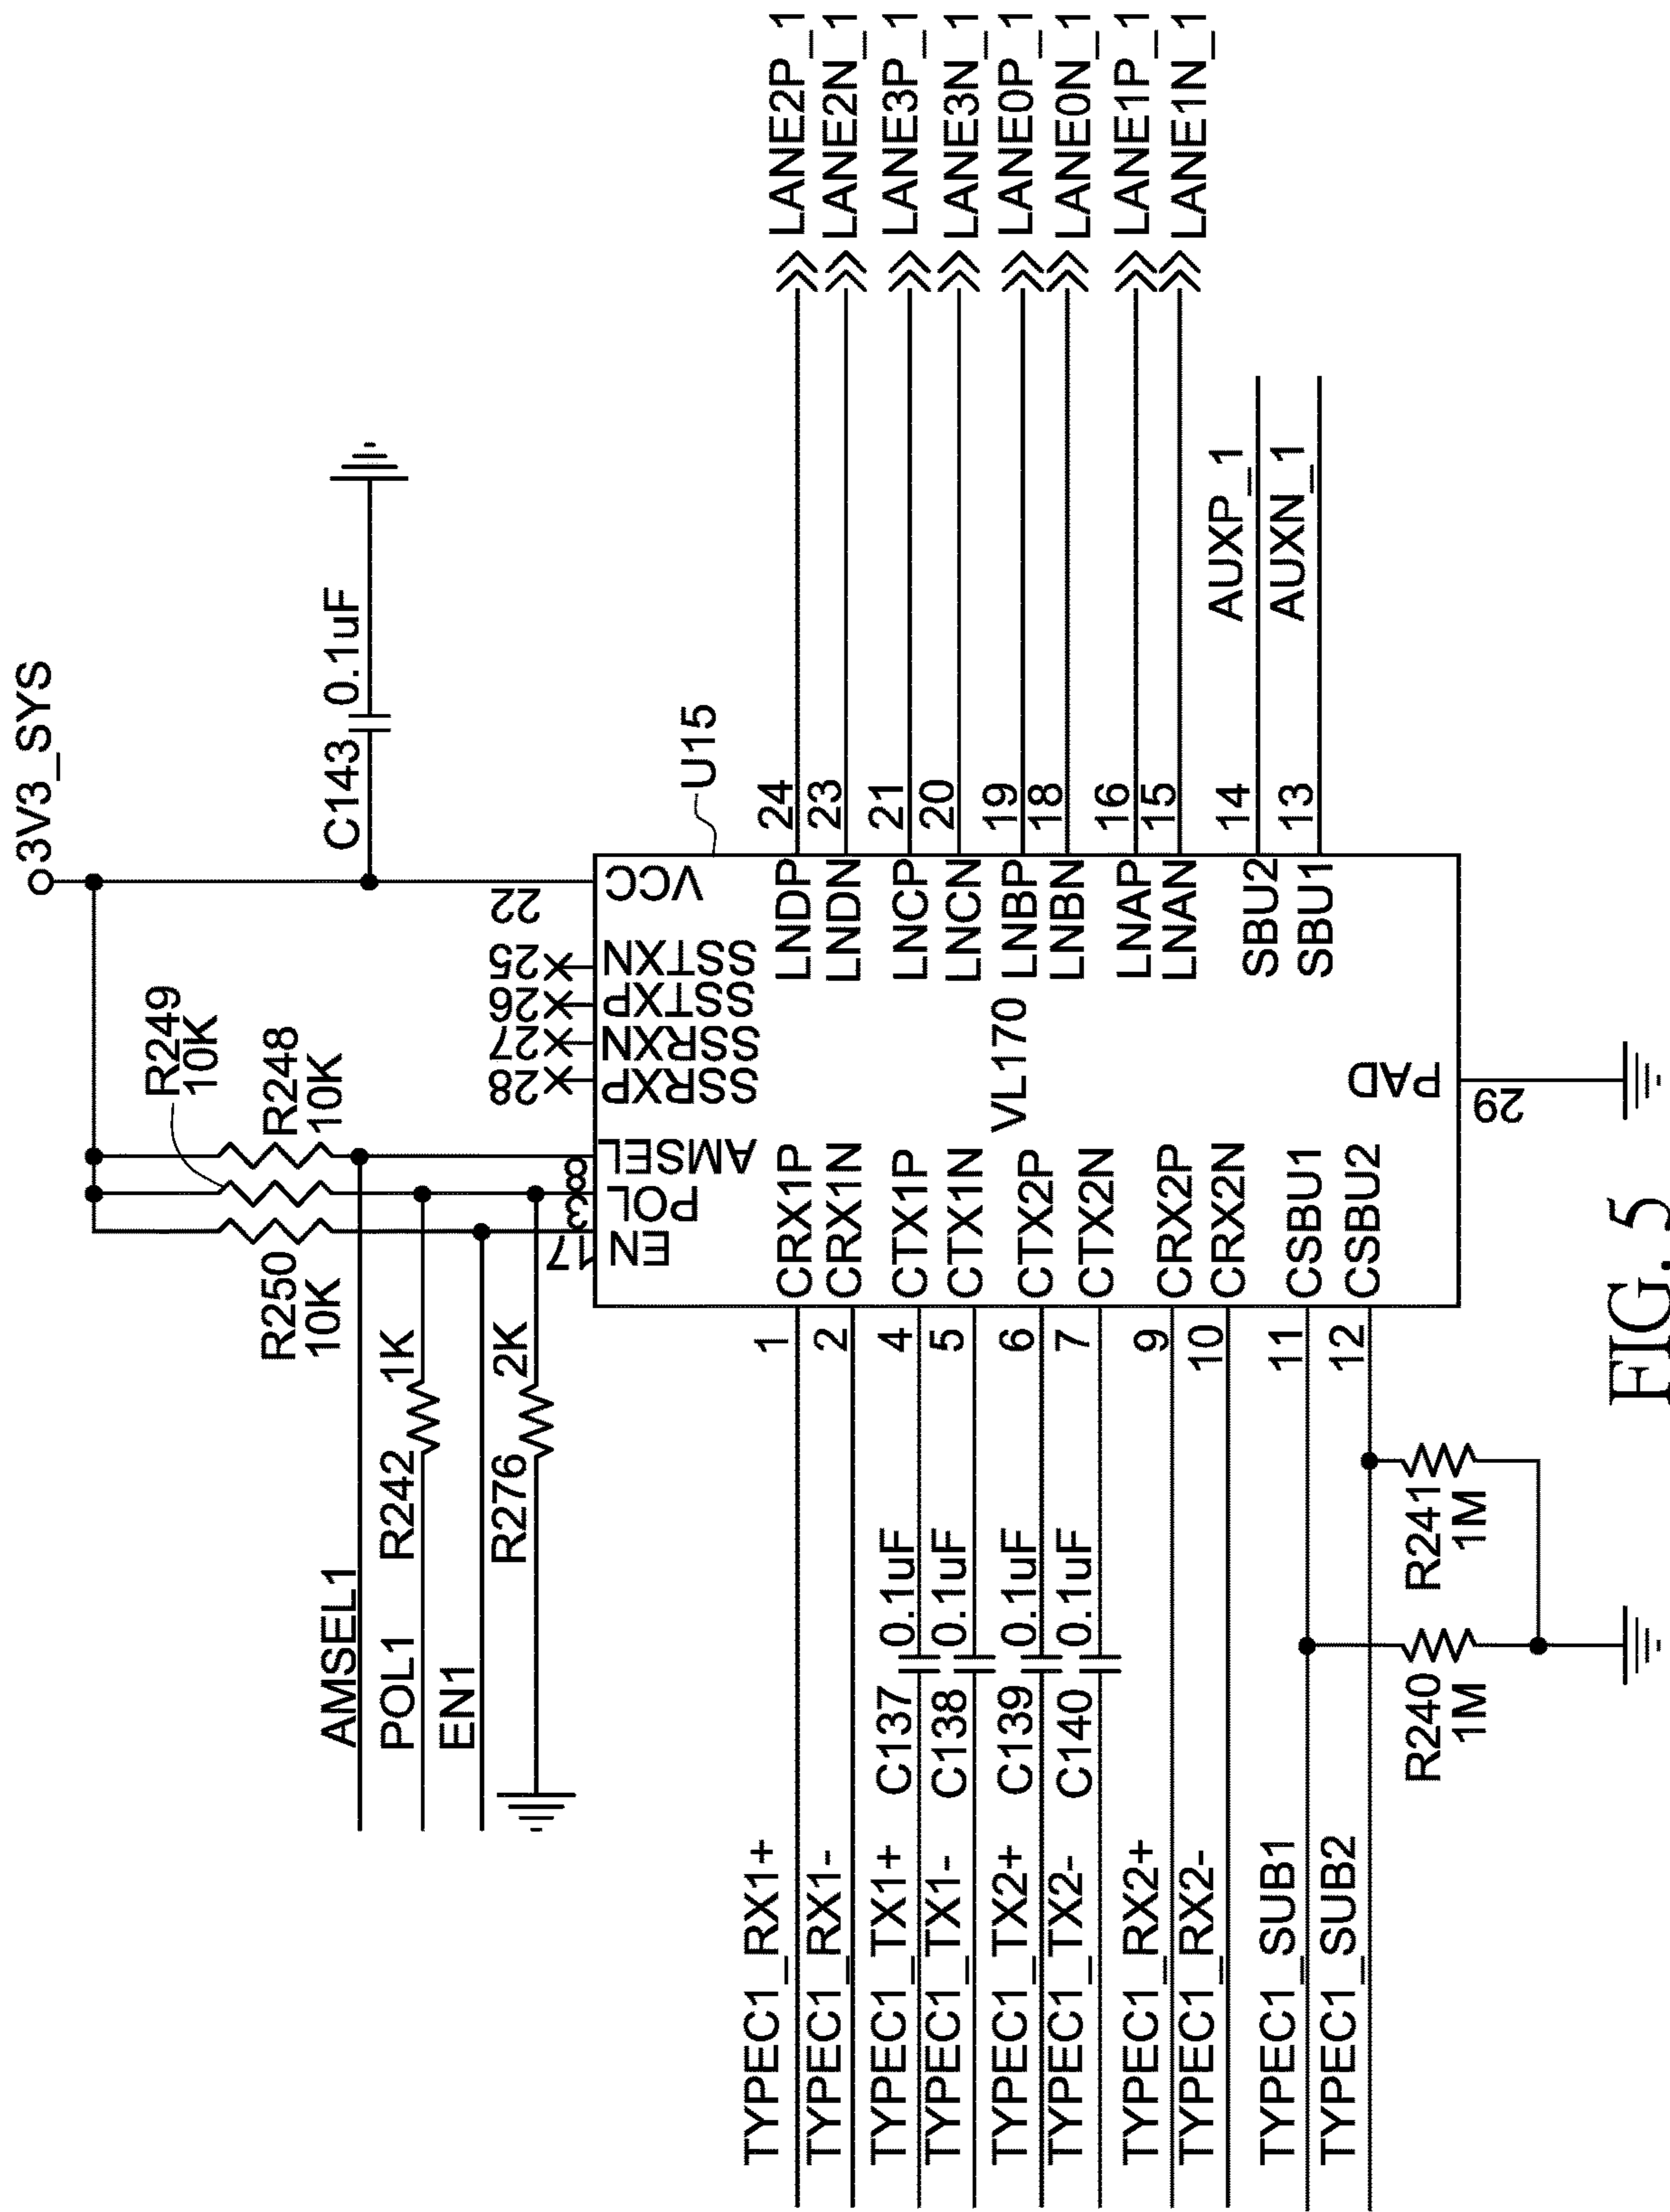 3V3_SYS
R249
10K
R248
10K
R250
10K
C143
0.1uF
AMSEL1
POL1
R242
1K
EN1
R276
2K
17
3
8
28
27
26
25
22
EN
POL
AMSEL
SSRXP
SSRXN
SSTXP
SSTXN
VCC
U15
VL170
TYPEC1_RX1+
1
CRX1P
TYPEC1_RX1-
2
CRX1N
TYPEC1_TX1+
C137
0.1uF
4
CTX1P
TYPEC1_TX1-
C138
0.1uF
5
CTX1N
TYPEC1_TX2+
C139
0.1uF
6
CTX2P
TYPEC1_TX2-
C140
0.1uF
7
CTX2N
TYPEC1_RX2+
9
CRX2P
TYPEC1_RX2-
10
CRX2N
TYPEC1_SUB1
11
CSBU1
TYPEC1_SUB2
12
CSBU2
LNDP
24
LANE2P_1
LNDN
23
LANE2N_1
LNCP
21
LANE3P_1
LNCN
20
LANE3N_1
LNBP
19
LANE0P_1
LNBN
18
LANE0N_1
LNAP
16
LANE1P_1
LNAN
15
LANE1N_1
SBU2
14
AUXP_1
SBU1
13
AUXN_1
PAD
29
R240
1M
R241
1M
FIG. 5